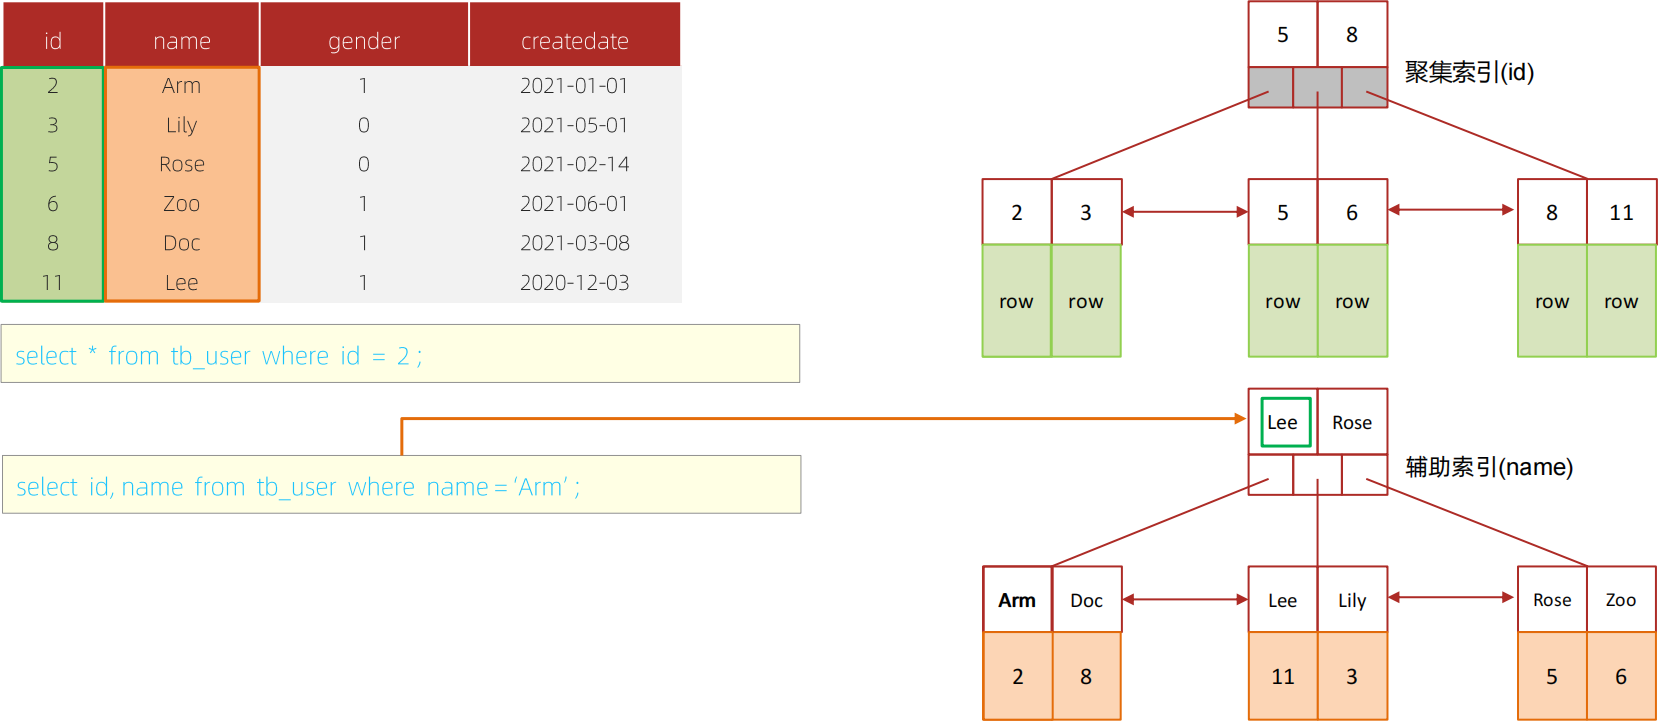 id name gender createdate
2 Arm 1 2021-01-01
3 Lily 0 2021-05-01
5 Rose 0 2021-02-14
6 Zoo 1 2021-06-01
8 Doc 1 2021-03-08
11 Lee 1 2020-12-03
select * from tb_user where id = 2 ;
select id, name from tb_user where name = ‘Arm’ ;
5 8
聚集索引(id)
2 3 5 6 8 11
row row row row row row
Lee Rose
辅助索引(name)
Arm Doc Lee Lily Rose Zoo
2 8 11 3 5 6